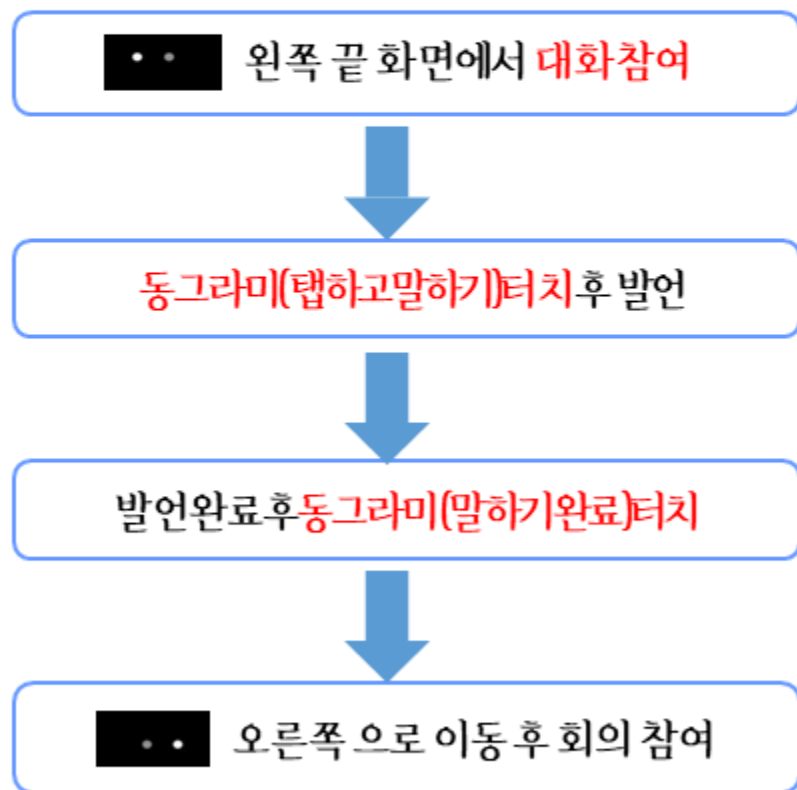 왼쪽 끝 화면에서 대화참여
동그라미(탭하고말하기)터치후 발언
발언완료후동그라미(말하기완료)터치
오른쪽 으로 이동 후 회의 참여